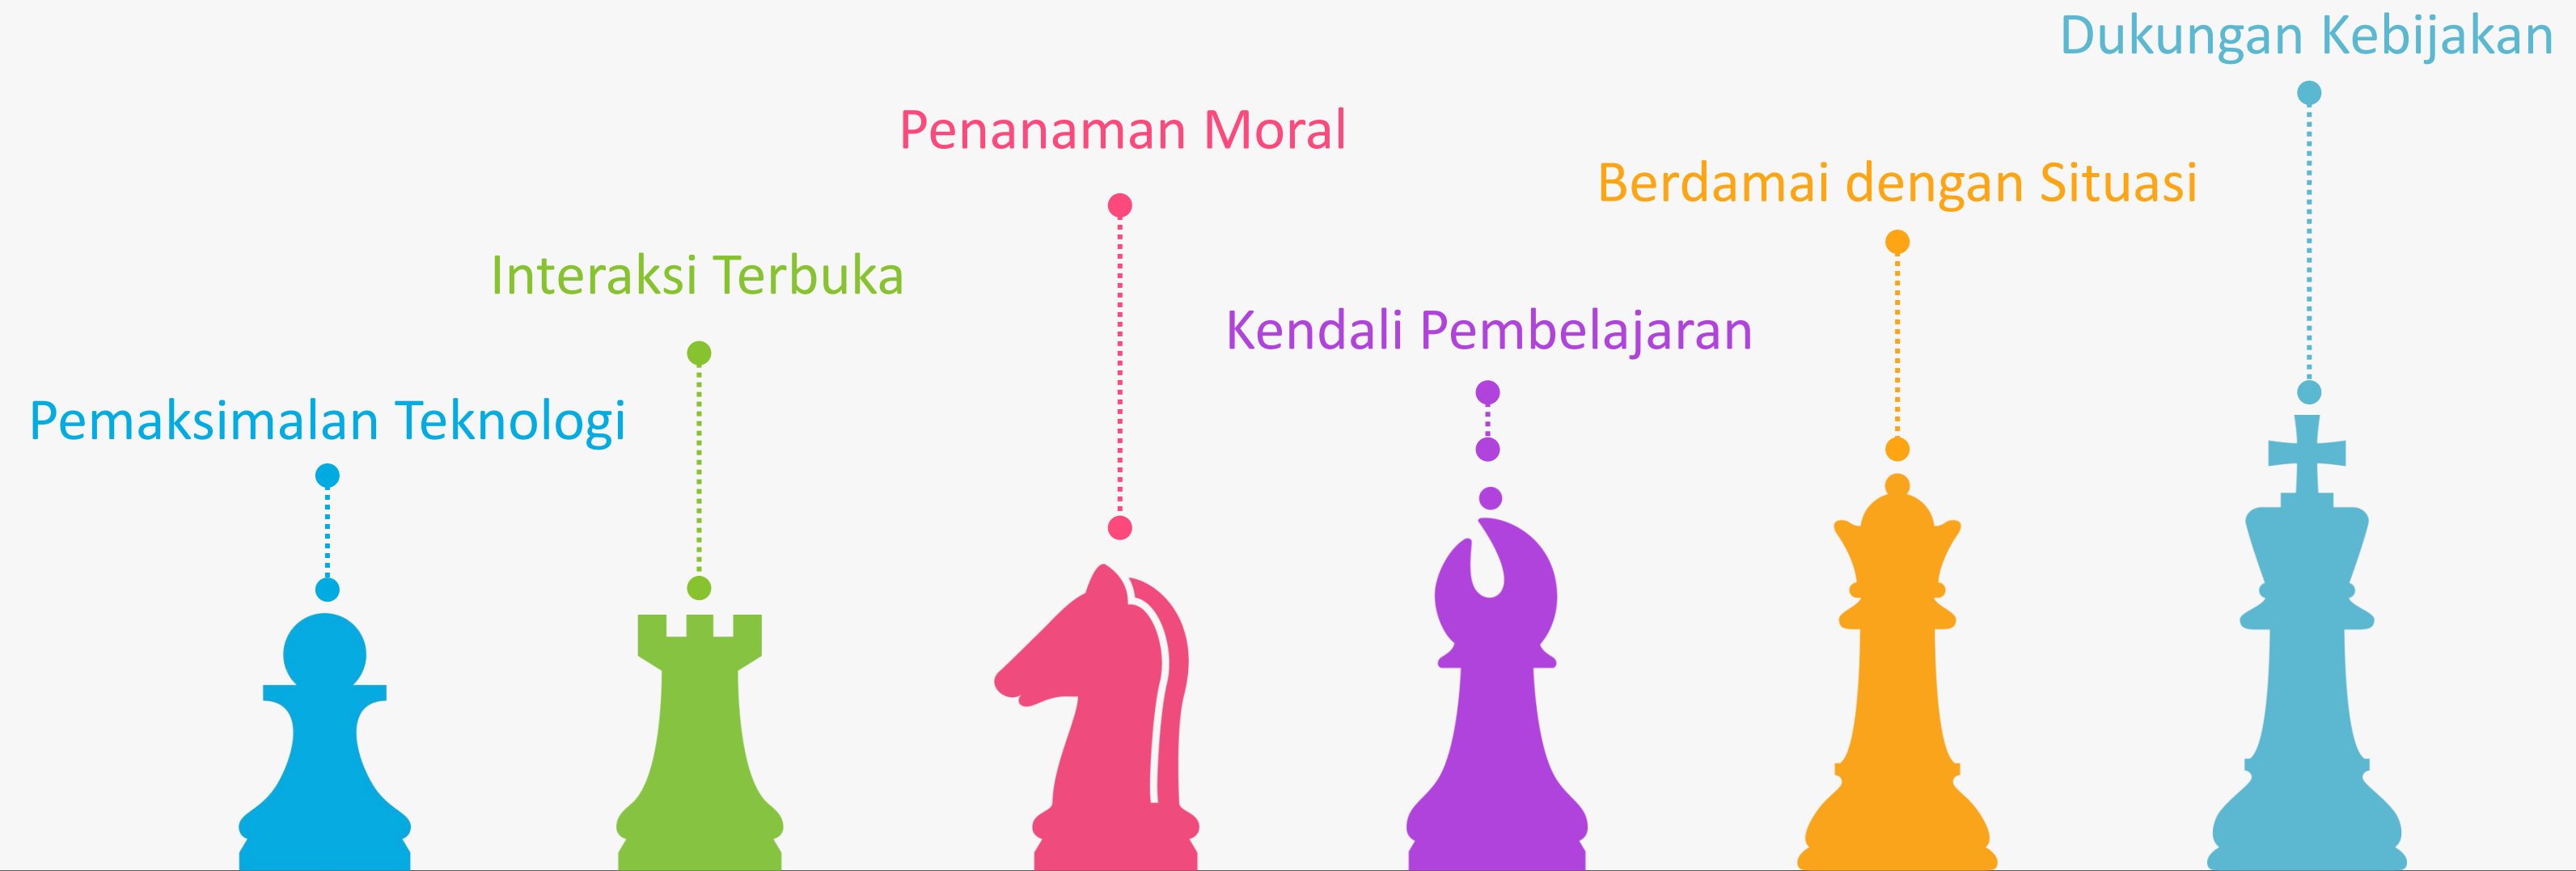 Pemaksimalan Teknologi
Interaksi Terbuka
Penanaman Moral
Kendali Pembelajaran
Berdamai dengan Situasi
Dukungan Kebijakan